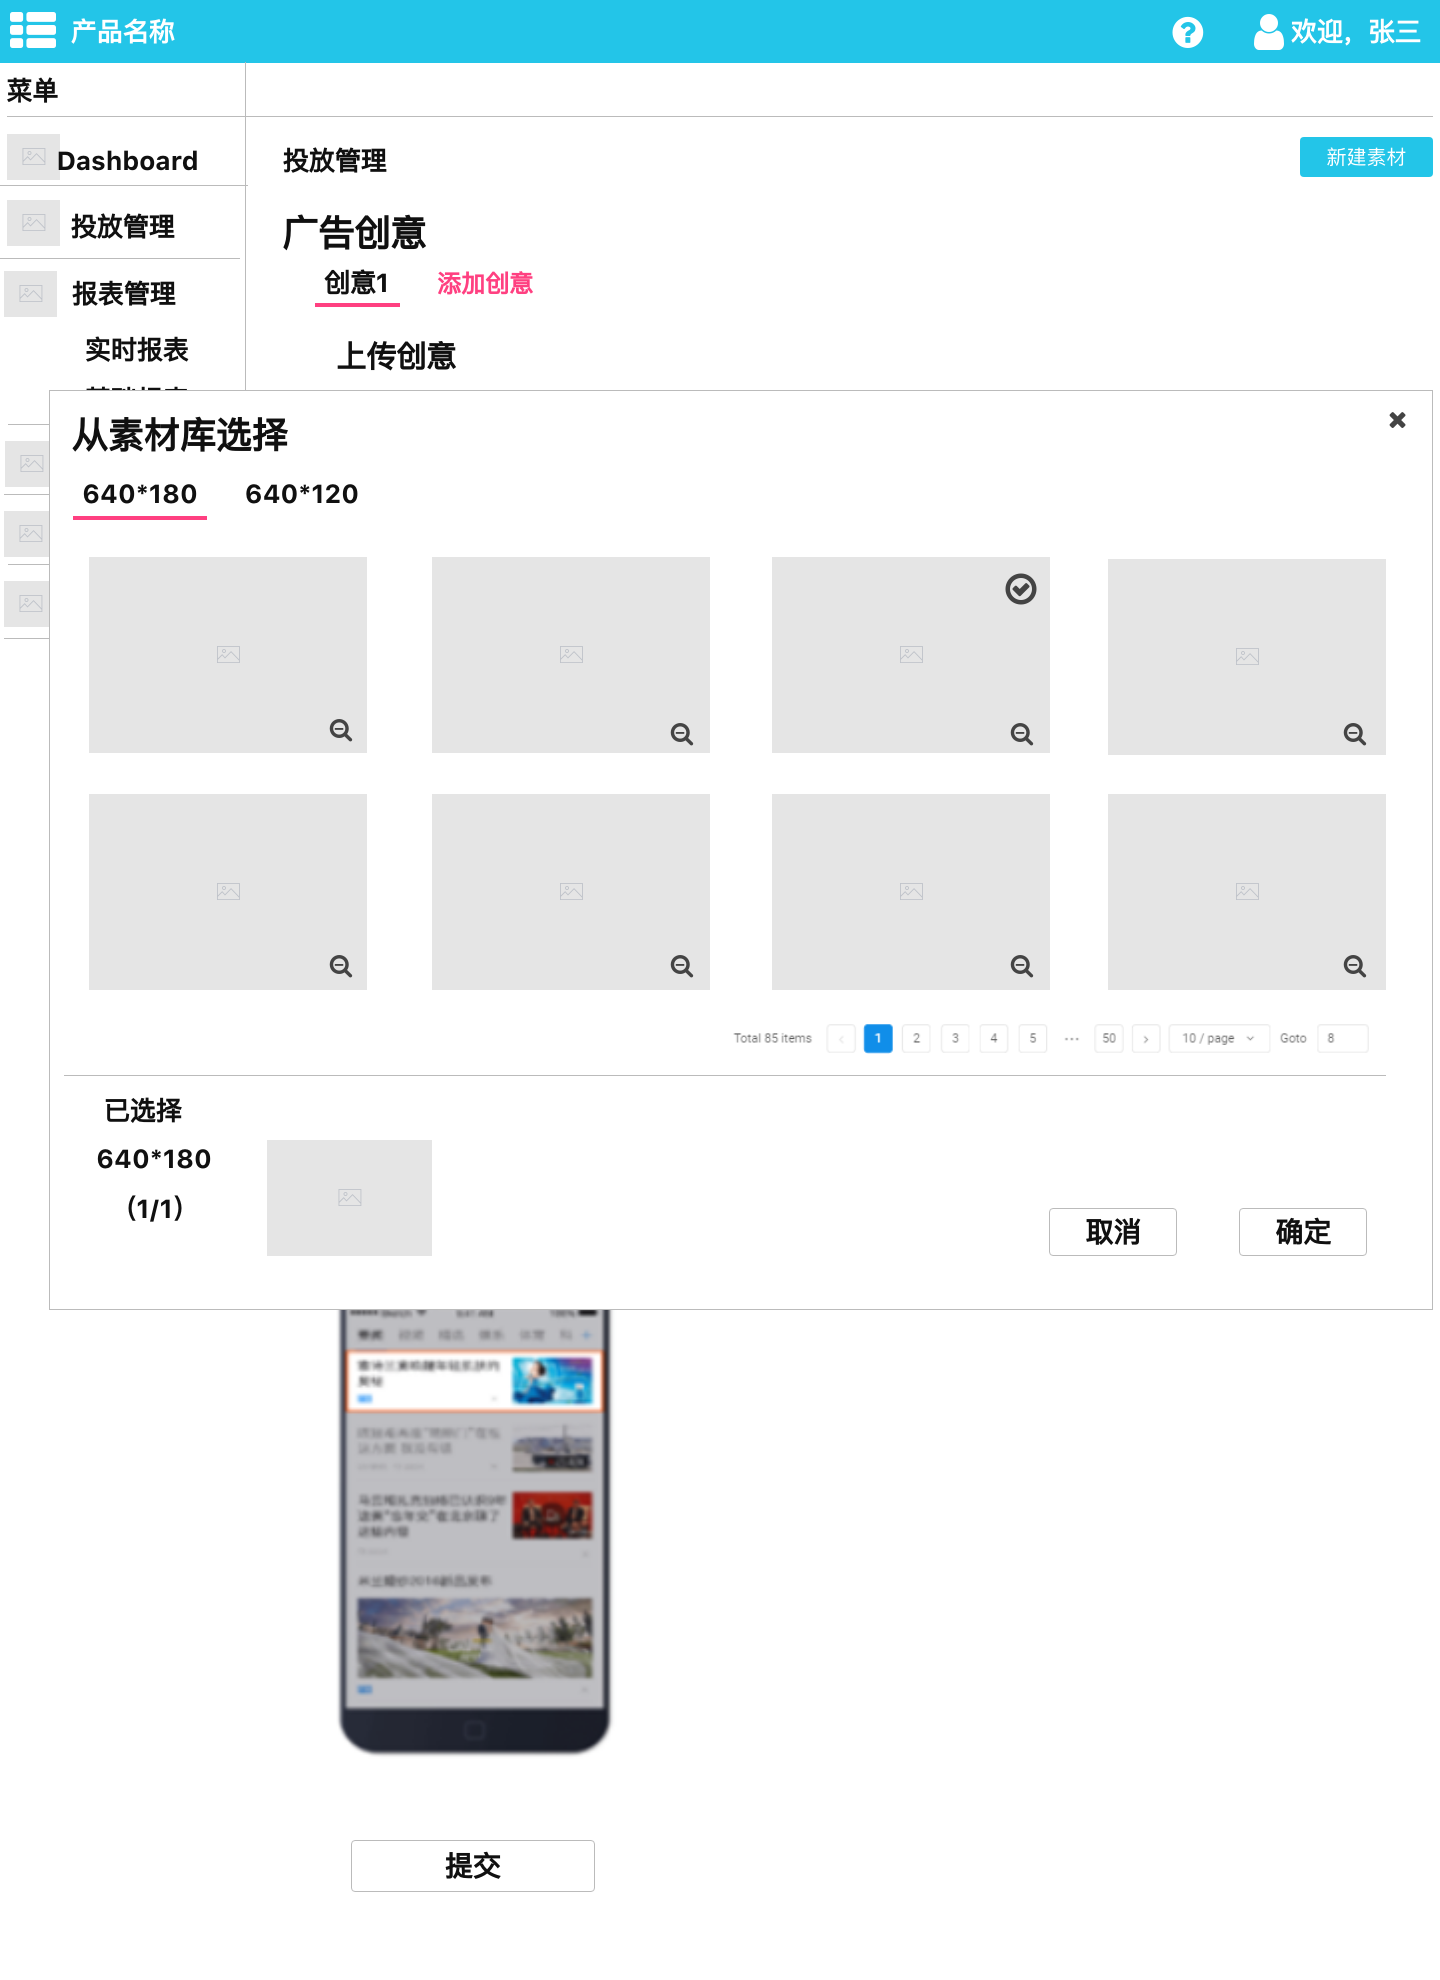 产品名称
欢迎，张三
菜单
Dashboard
投放管理
新建素材
投放管理
广告创意
创意1
添加创意
报表管理
上传创意
实时报表
从素材库选择
640*180
640*120
Total 85 items
1
2
3
4
5
•••
50
10 / page
Goto
8
已选择
640*180
（1/1）
取消
确定
提交